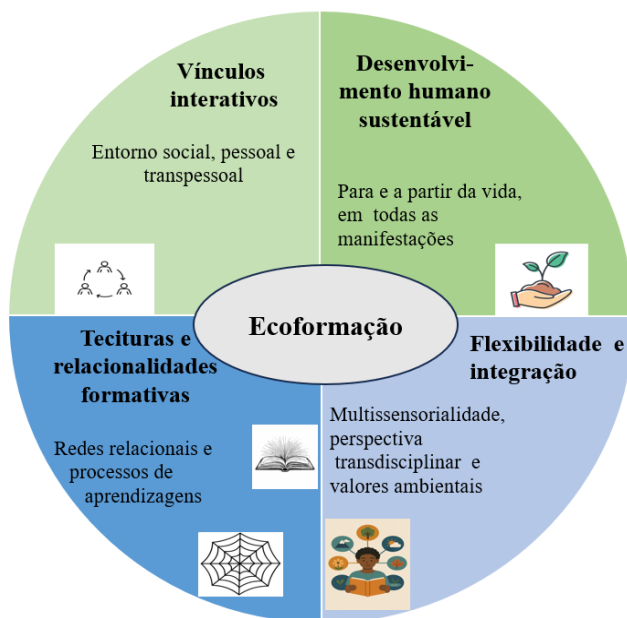 Vínculos
interativos
Entorno social, pessoal e
transpessoal
Desenvolvi-
mento humano
sustentável
Para e a partir da vida,
em todas as
manifestações
Ecoformação
Tecituras e
relacionalidades
formativas
Redes relacionais e
processos de
aprendizagens
Flexibilidade e
integração
Multissensorialidade,
perspectiva
transdisciplinar e
valores ambientais